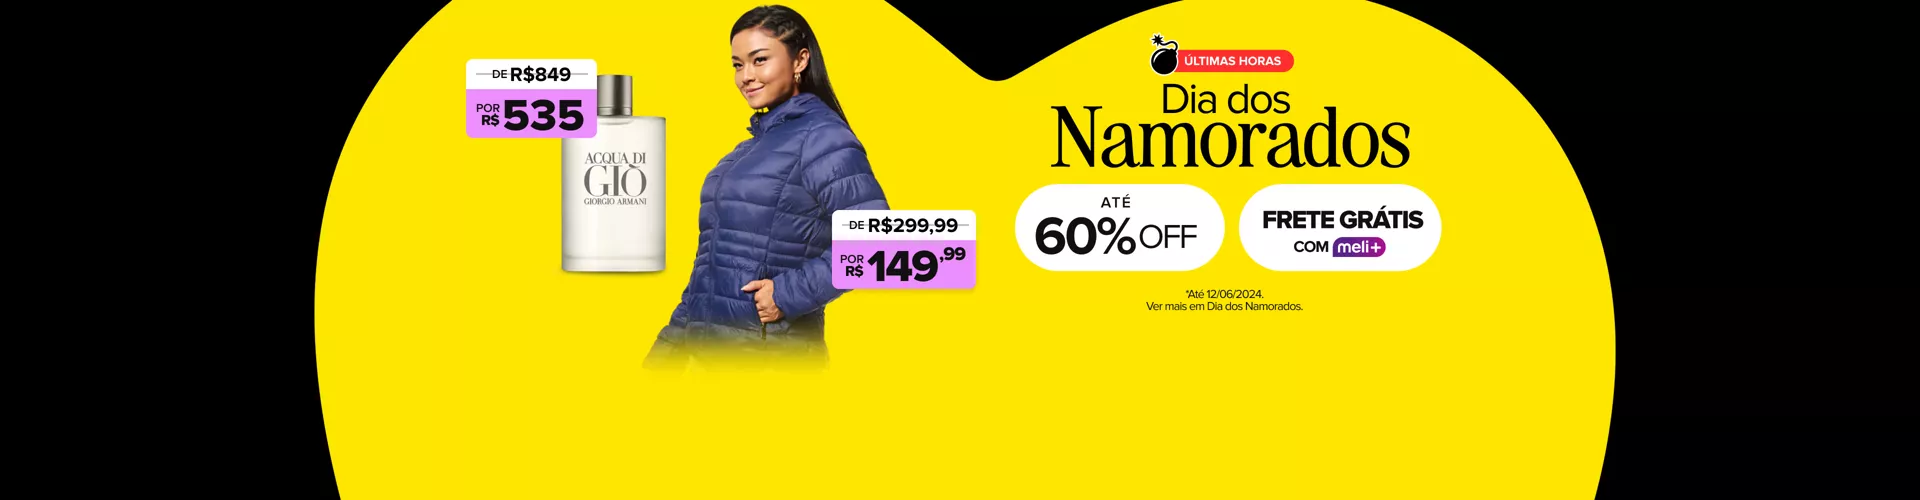 DE R$849
POR R$ 535
ACQUA DI
GIÒ
GIORGIO ARMANI
DE R$299,99
POR R$ 149,99
ÚLTIMAS HORAS
Dia dos
Namorados
ATÉ
60% OFF
FRETE GRÁTIS
COM meli+
*Até 12/06/2024.
Ver mais em Dia dos Namorados.